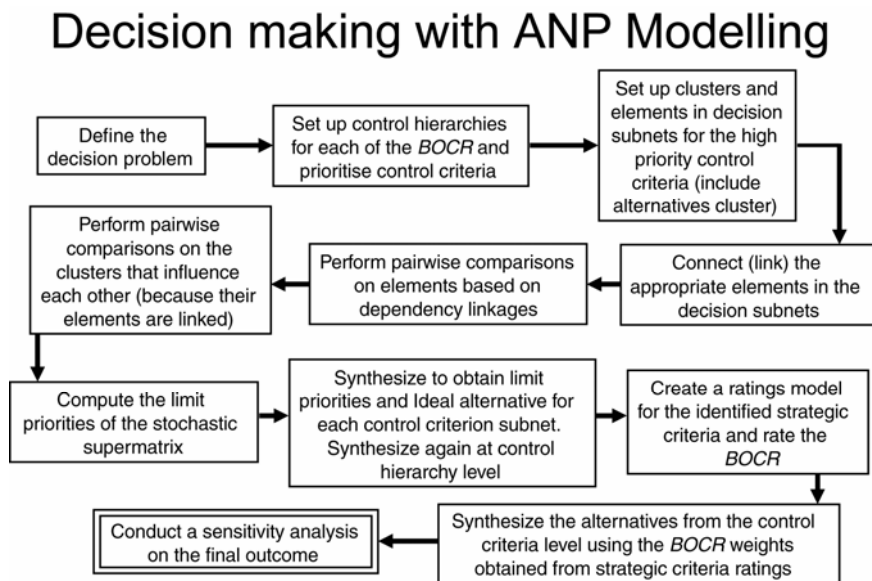 Decision making with ANP Modelling
Define the
decision problem
Set up control hierarchies
for each of the BOCR and
prioritise control criteria
Set up clusters and
elements in decision
subnets for the high
priority control
criteria (include
alternatives cluster)
Connect (link) the
appropriate elements in the
decision subnets
Perform pairwise comparisons
on elements based on
dependency linkages
Perform pairwise
comparisons on the
clusters that influence
each other (because their
elements are linked)
Compute the limit
priorities of the stochastic
supermatrix
Synthesize to obtain limit
priorities and Ideal alternative for
each control criterion subnet.
Synthesize again at control
hierarchy level
Create a ratings model
for the identified strategic
criteria and rate the
BOCR
Synthesize the alternatives from the control
criteria level using the BOCR weights
obtained from strategic criteria ratings
Conduct a sensitivity analysis
on the final outcome